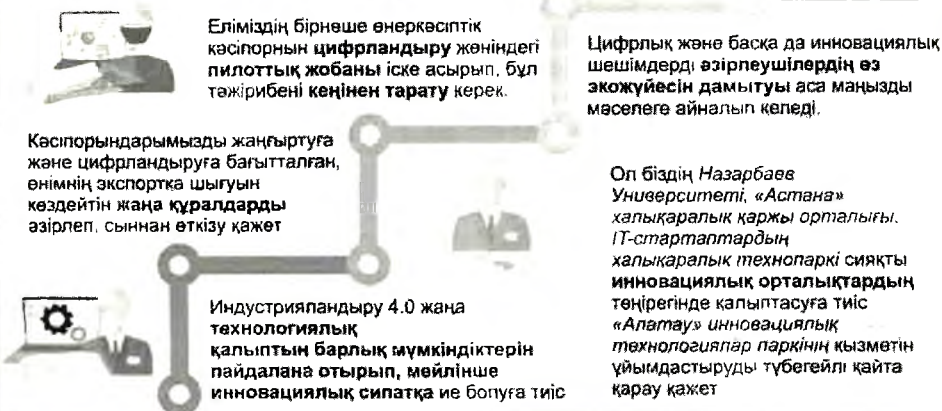 Еліміздің бірнеше өнеркәсіптік
кәсіпорнын цифрландыру жөніндегі
пилоттық жобаны іске асырып, бұл
тәжірибені кеңінен тарату керек.
Цифрлық және басқа да инновациялық
шешімдерді әзірлеушілердің өз
экожүйесін дамытуы аса маңызды
мәселеге айналып келеді.
Кәсіпорындарымызды жаңғыртуға
және цифрландыруға бағытталған,
өнімнің экспортқа шығуын
көздейтін жаңа құралдарды
әзірлеп, сыннан өткізу қажет
Ол біздің Назарбаев
Университеті, «Астана»
халықаралық қаржы орталығы.
IT-стартаптардың
халықаралық технопаркі сияқты
инновациялық орталықтардың
төңірегінде қалыптасуға тиіс
«Алатау» инновациялық
технологиялар паркінің қызметін
ұйымдастыруды түбегейлі қайта
қарау қажет
Индустрияландыру 4.0 жаңа
технологиялық
қалыптың барлық мүмкіндіктерін
пайдалана отырып, мейлінше
инновациялық сипатқа ие болуға тиіс